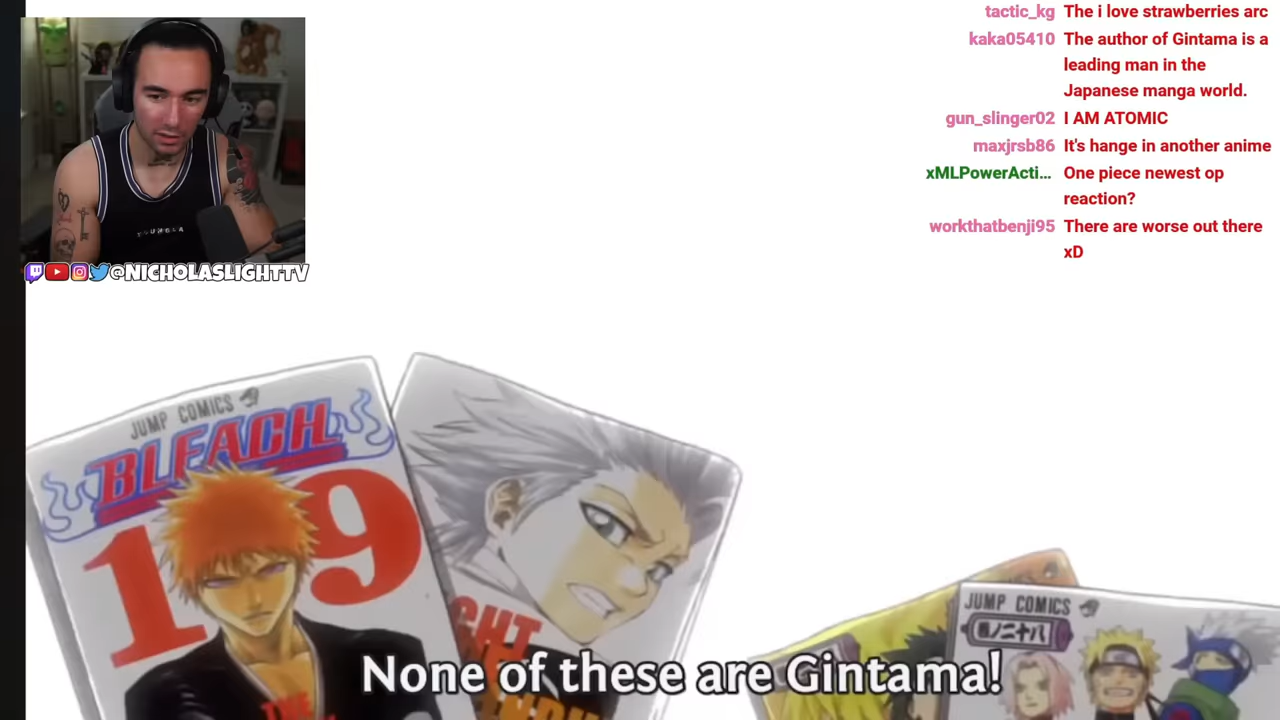 tactic_kg The i love strawberries arc
kaka05410 The author of Gintama is a
leading man in the
Japanese manga world.
gun_slinger02 I AM ATOMIC
maxjrsb86 It's hange in another anime
xMLPowerActi... One piece newest op
reaction?
workthatbenji95 There are worse out there
xD
YOUNGLA
@NICHOLASLIGHTTV
JUMP COMICS
BLEACH
19
THE
JUMP COMICS
巻ノ二十八
None of these are Gintama!